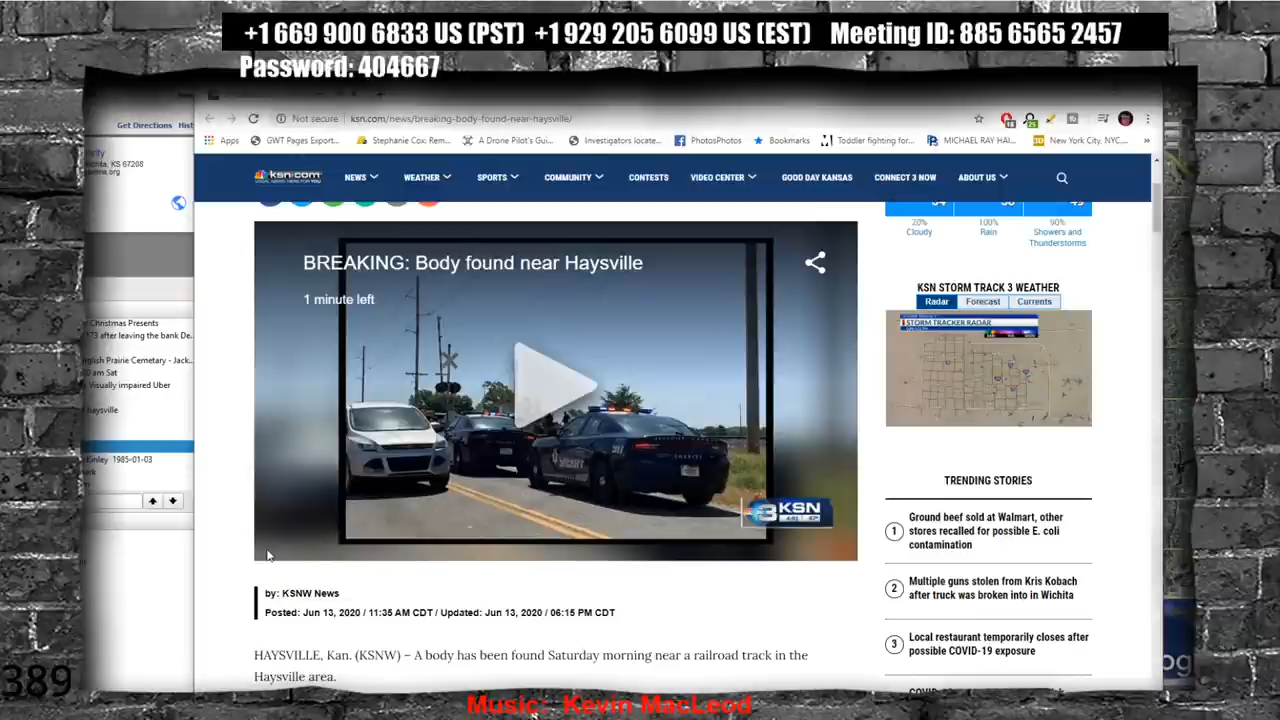 +1 669 900 6833 US (PST) +1 929 205 6099 US (EST) Meeting ID: 885 6565 2457
Password: 404667
Get Directions Hist
KS 67208
Christmas Presents
after leaving the bank De...
Prairie Cemetery - Jack...
am Sat
Visually impaired Uber
haysville
1985-01-03
Not secure ksn.com/news/breaking-body-found-near-haysville/
Apps GWT Pages Export... Stephanie Cox: Rem... A Drone Pilot's Gui... Investigators locate... PhotosPhotos Bookmarks Toddler fighting for... MICHAEL RAY HAI... New York City, NYC,... »
ksn.com
NEWS WEATHER SPORTS COMMUNITY CONTESTS VIDEO CENTER GOOD DAY KANSAS CONNECT 3 NOW ABOUT US
BREAKING: Body found near Haysville
1 minute left
SHERIFF
3 KSN
by: KSNW News
Posted: Jun 13, 2020 / 11:35 AM CDT / Updated: Jun 13, 2020 / 06:15 PM CDT
HAYSVILLE, Kan. (KSNW) – A body has been found Saturday morning near a railroad track in the
Haysville area.
20% 100% 90%
Cloudy Rain Showers and
Thunderstorms
KSN STORM TRACK 3 WEATHER
Radar Forecast Currents
STORM TRACKER RADAR
TRENDING STORIES
1 Ground beef sold at Walmart, other
stores recalled for possible E. coli
contamination
2 Multiple guns stolen from Kris Kobach
after truck was broken into in Wichita
3 Local restaurant temporarily closes after
possible COVID-19 exposure
389
Music: Kevin MacLeod